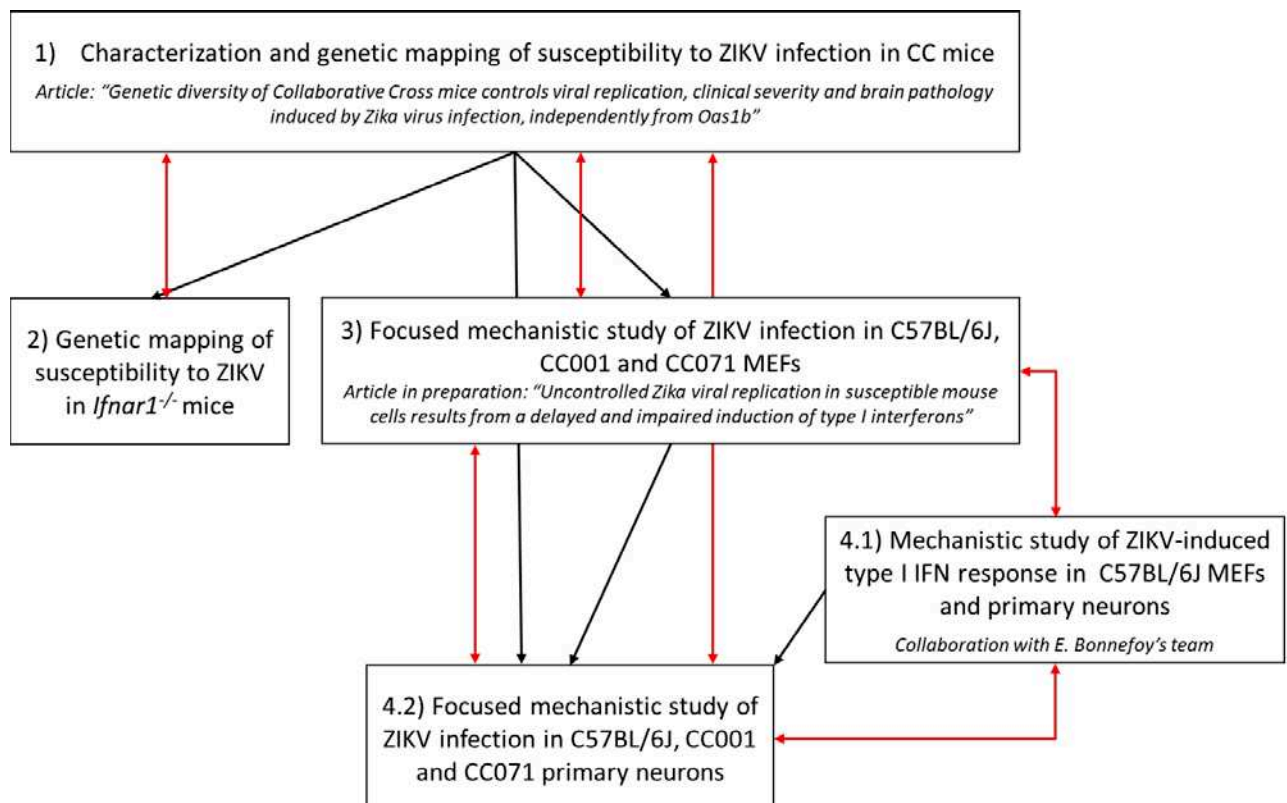 1) Characterization and genetic mapping of susceptibility to ZIKV infection in CC mice
Article: “Genetic diversity of Collaborative Cross mice controls viral replication, clinical severity and brain pathology
induced by Zika virus infection, independently from Oas1b”
2) Genetic mapping of
susceptibility to ZIKV
in Ifnar1-/- mice
3) Focused mechanistic study of ZIKV infection in C57BL/6J,
CC001 and CC071 MEFs
Article in preparation: “Uncontrolled Zika viral replication in susceptible mouse
cells results from a delayed and impaired induction of type I interferons”
4.1) Mechanistic study of ZIKV-induced
type I IFN response in C57BL/6J MEFs
and primary neurons
Collaboration with E. Bonnefoy’s team
4.2) Focused mechanistic study of
ZIKV infection in C57BL/6J, CC001
and CC071 primary neurons